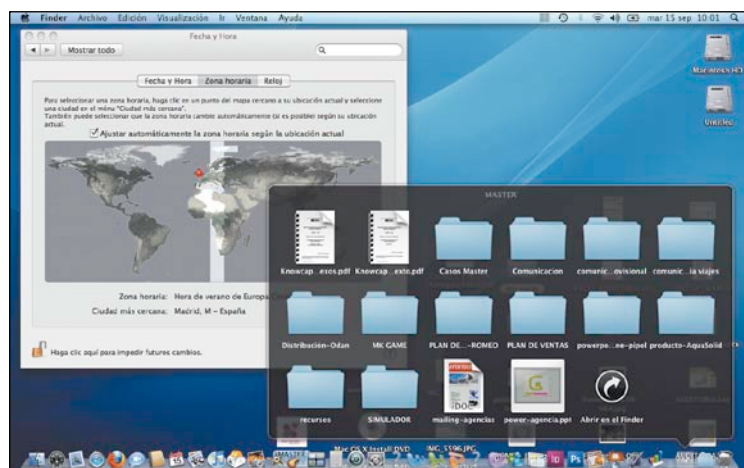 Finder Archivo Edición Visualización Ir Ventana Ayuda
mar 15 sep 10:01
Fecha y Hora
Mostrar todo
Fecha y Hora Zona horaria Reloj
Para seleccionar una zona horaria, haga clic en un punto del mapa cercano a su ubicación actual y seleccione
una ciudad en el menú "Ciudad más cercana".
También puede seleccionar que la zona horaria cambie automáticamente (si es posible) según su ubicación
actual.
Ajustar automáticamente la zona horaria según la ubicación actual
Zona horaria: Hora de verano de Europa
Ciudad más cercana: Madrid, M – España
Haga clic aquí para impedir futuros cambios.
Macintosh HD
MASTER
Knowcap...exos.pdf Knowcap...exto.pdf Casos Master Comunicacion comunic...ovisional comunic...la viajes
Distribución-Odan MK GAME PLAN DE...-ROMEO PLAN DE VENTAS powerpo...ne-pipel producto-AquaSolid
recursos SIMULADOR mailing-agencias power-agencia.ppt Abrir en el Finder
Mac OS X Install DVD IMG_5596.JPG